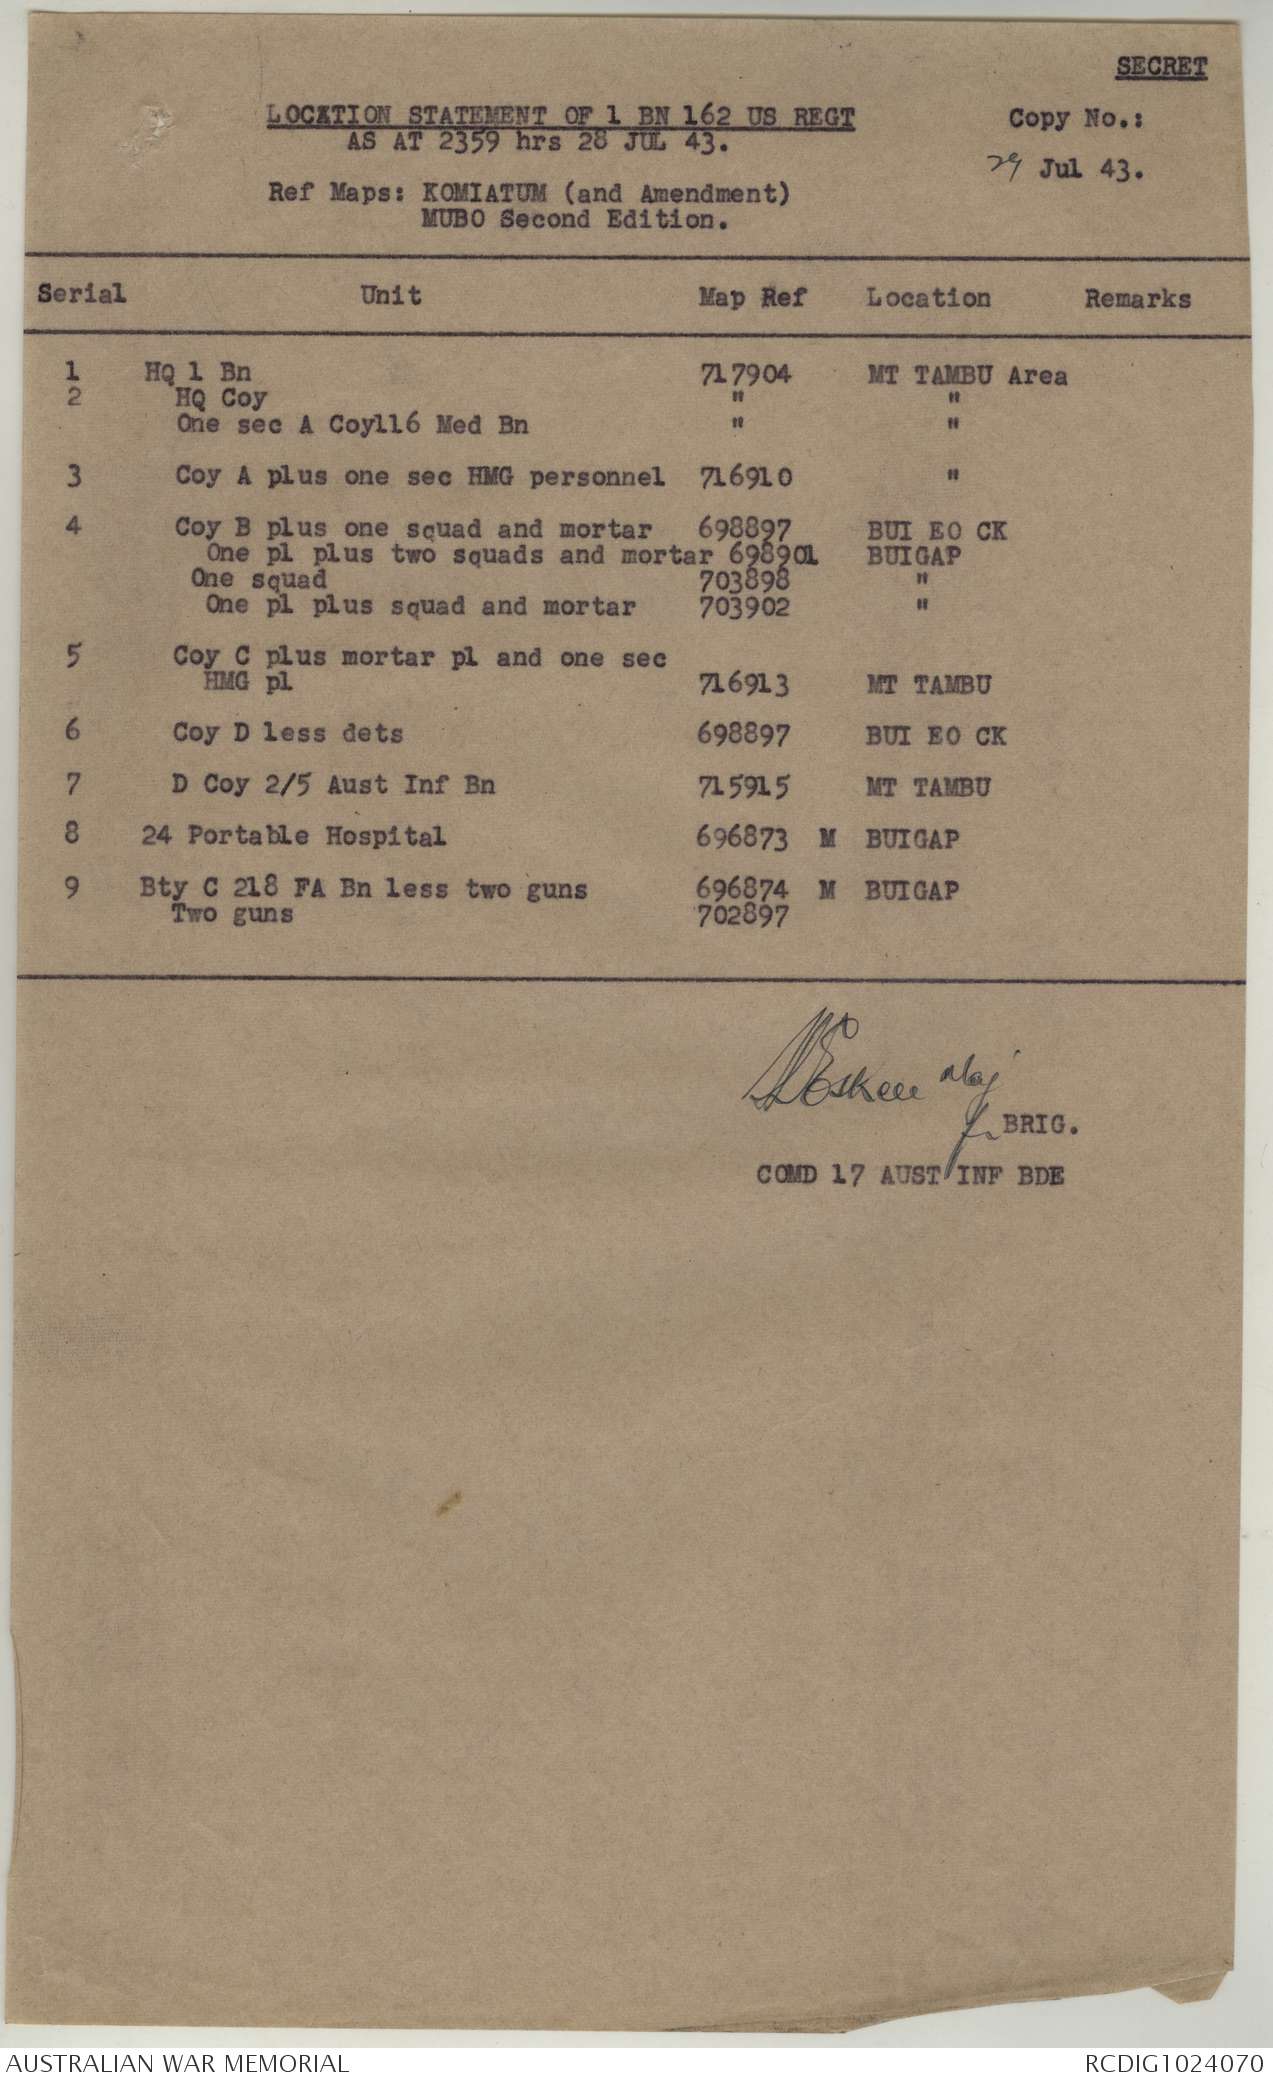 SECRET
LOCATION STATEMENT OF 1 BN 162 US REGT Copy No.:
AS AT 2359 hrs 28 JUL 43.
29 Jul 43.
Ref Maps: KOMIATUM (and Amendment)
MUBO Second Edition.
Serial Unit Map Ref Location Remarks
1 HQ 1 Bn 717904 MT TAMBU Area
2 HQ Coy " "
One sec A Coy116 Med Bn " "
3 Coy A plus one sec HMG personnel 716910 "
4 Coy B plus one squad and mortar 698897 BUI EO CK
One pl plus two squads and mortar 698901 BUIGAP
One squad 703898 "
One pl plus squad and mortar 703902 "
5 Coy C plus mortar pl and one sec
HMG pl 716913 MT TAMBU
6 Coy D less dets 698897 BUI EO CK
7 D Coy 2/5 Aust Inf Bn 715915 MT TAMBU
8 24 Portable Hospital 696873 M BUIGAP
9 Bty C 218 FA Bn less two guns 696874 M BUIGAP
Two guns 702897
Maj
BRIG.
COMD 17 AUST INF BDE
AUSTRALIAN WAR MEMORIAL RCDIG1024070